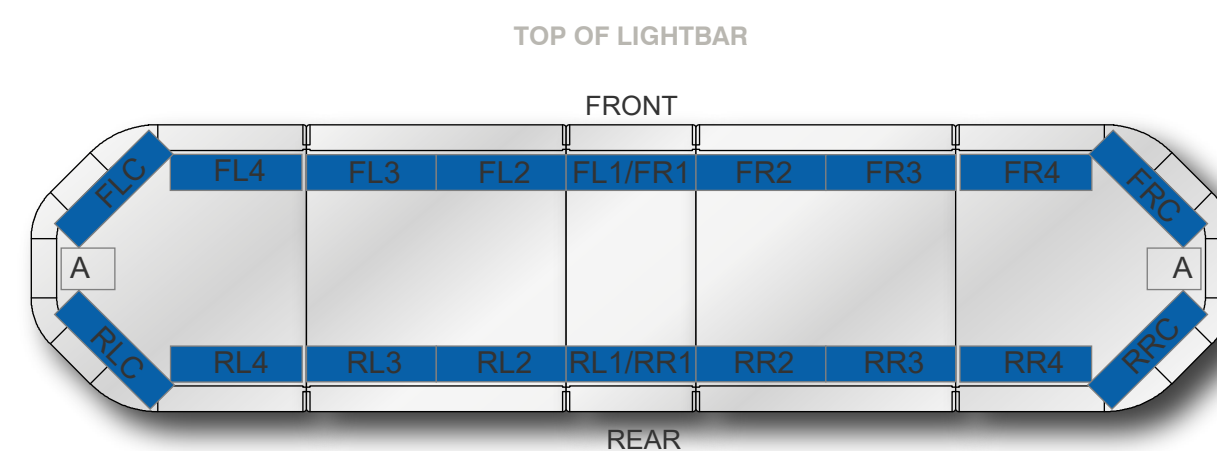 TOP OF LIGHTBAR
FRONT
FLC FL4 FL3 FL2 FL1/FR1 FR2 FR3 FR4 FRC
A A
RLC RL4 RL3 RL2 RL1/RR1 RR2 RR3 RR4 RRC
REAR